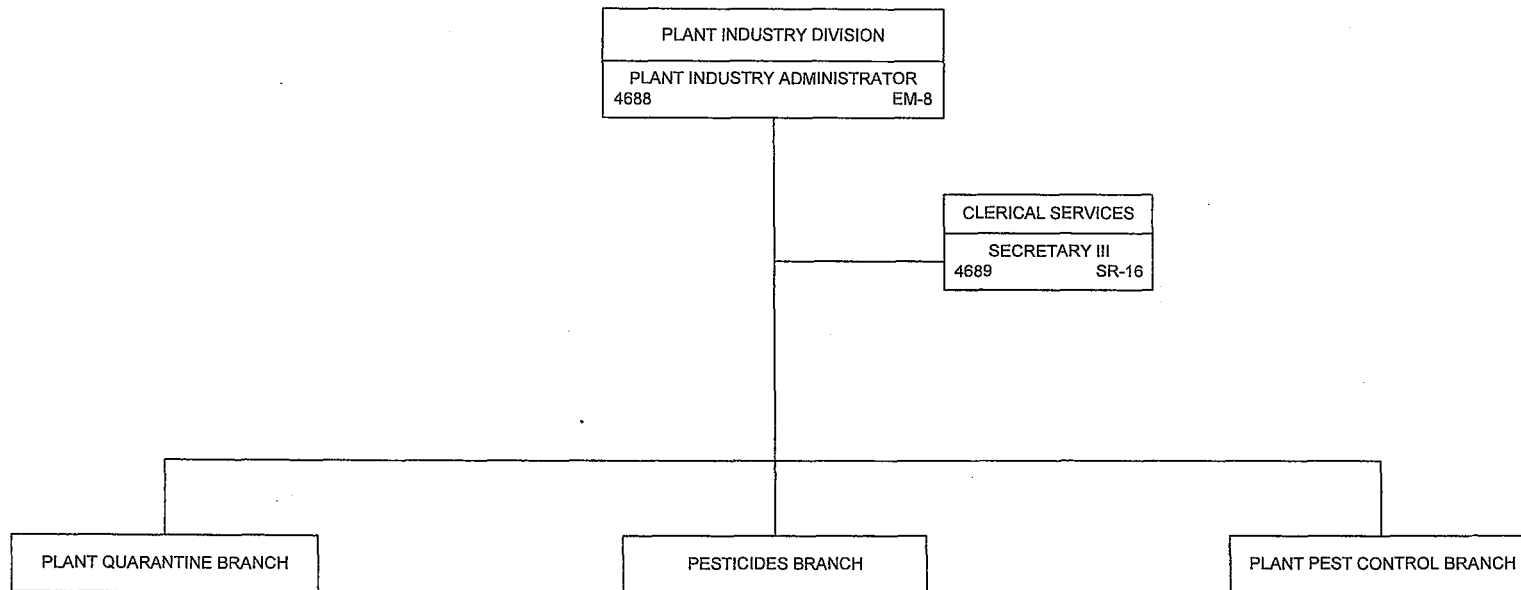 PLANT INDUSTRY DIVISION
PLANT INDUSTRY ADMINISTRATOR
4688 EM-8
CLERICAL SERVICES
SECRETARY III
4689 SR-16
PLANT QUARANTINE BRANCH
PESTICIDES BRANCH
PLANT PEST CONTROL BRANCH